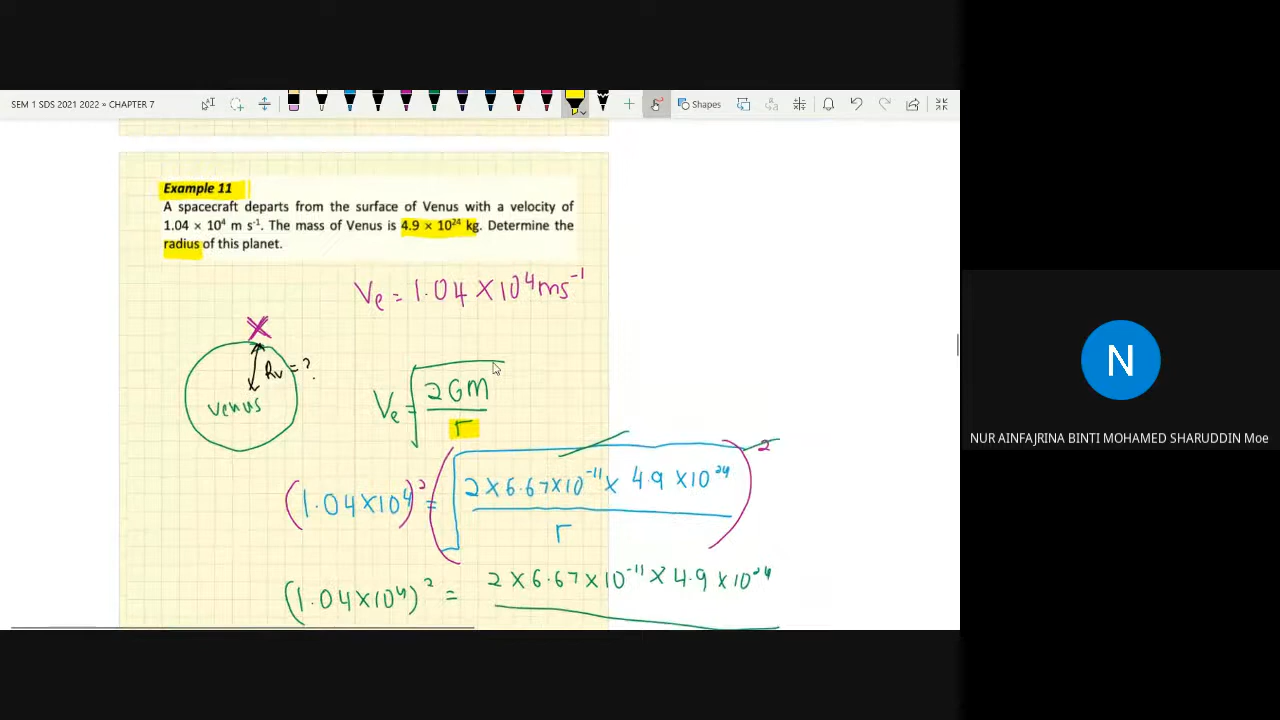 SEM 1 SDS 2021 2022 » CHAPTER 7
Shapes
Example 11
A spacecraft departs from the surface of Venus with a velocity of
1.04 × 10⁴ m s⁻¹. The mass of Venus is 4.9 × 10²⁴ kg. Determine the
radius of this planet.
Ve = 1.04 × 10⁴ ms⁻¹
X
Rv = ?
Venus
Ve = √(2GM / r)
(1.04×10⁴)² = (√(2×6.67×10⁻¹¹ × 4.9×10²⁴ / r))²
(1.04×10⁴)² = 2×6.67×10⁻¹¹ × 4.9×10²⁴
N
NUR AINFAJRINA BINTI MOHAMED SHARUDDIN Moe